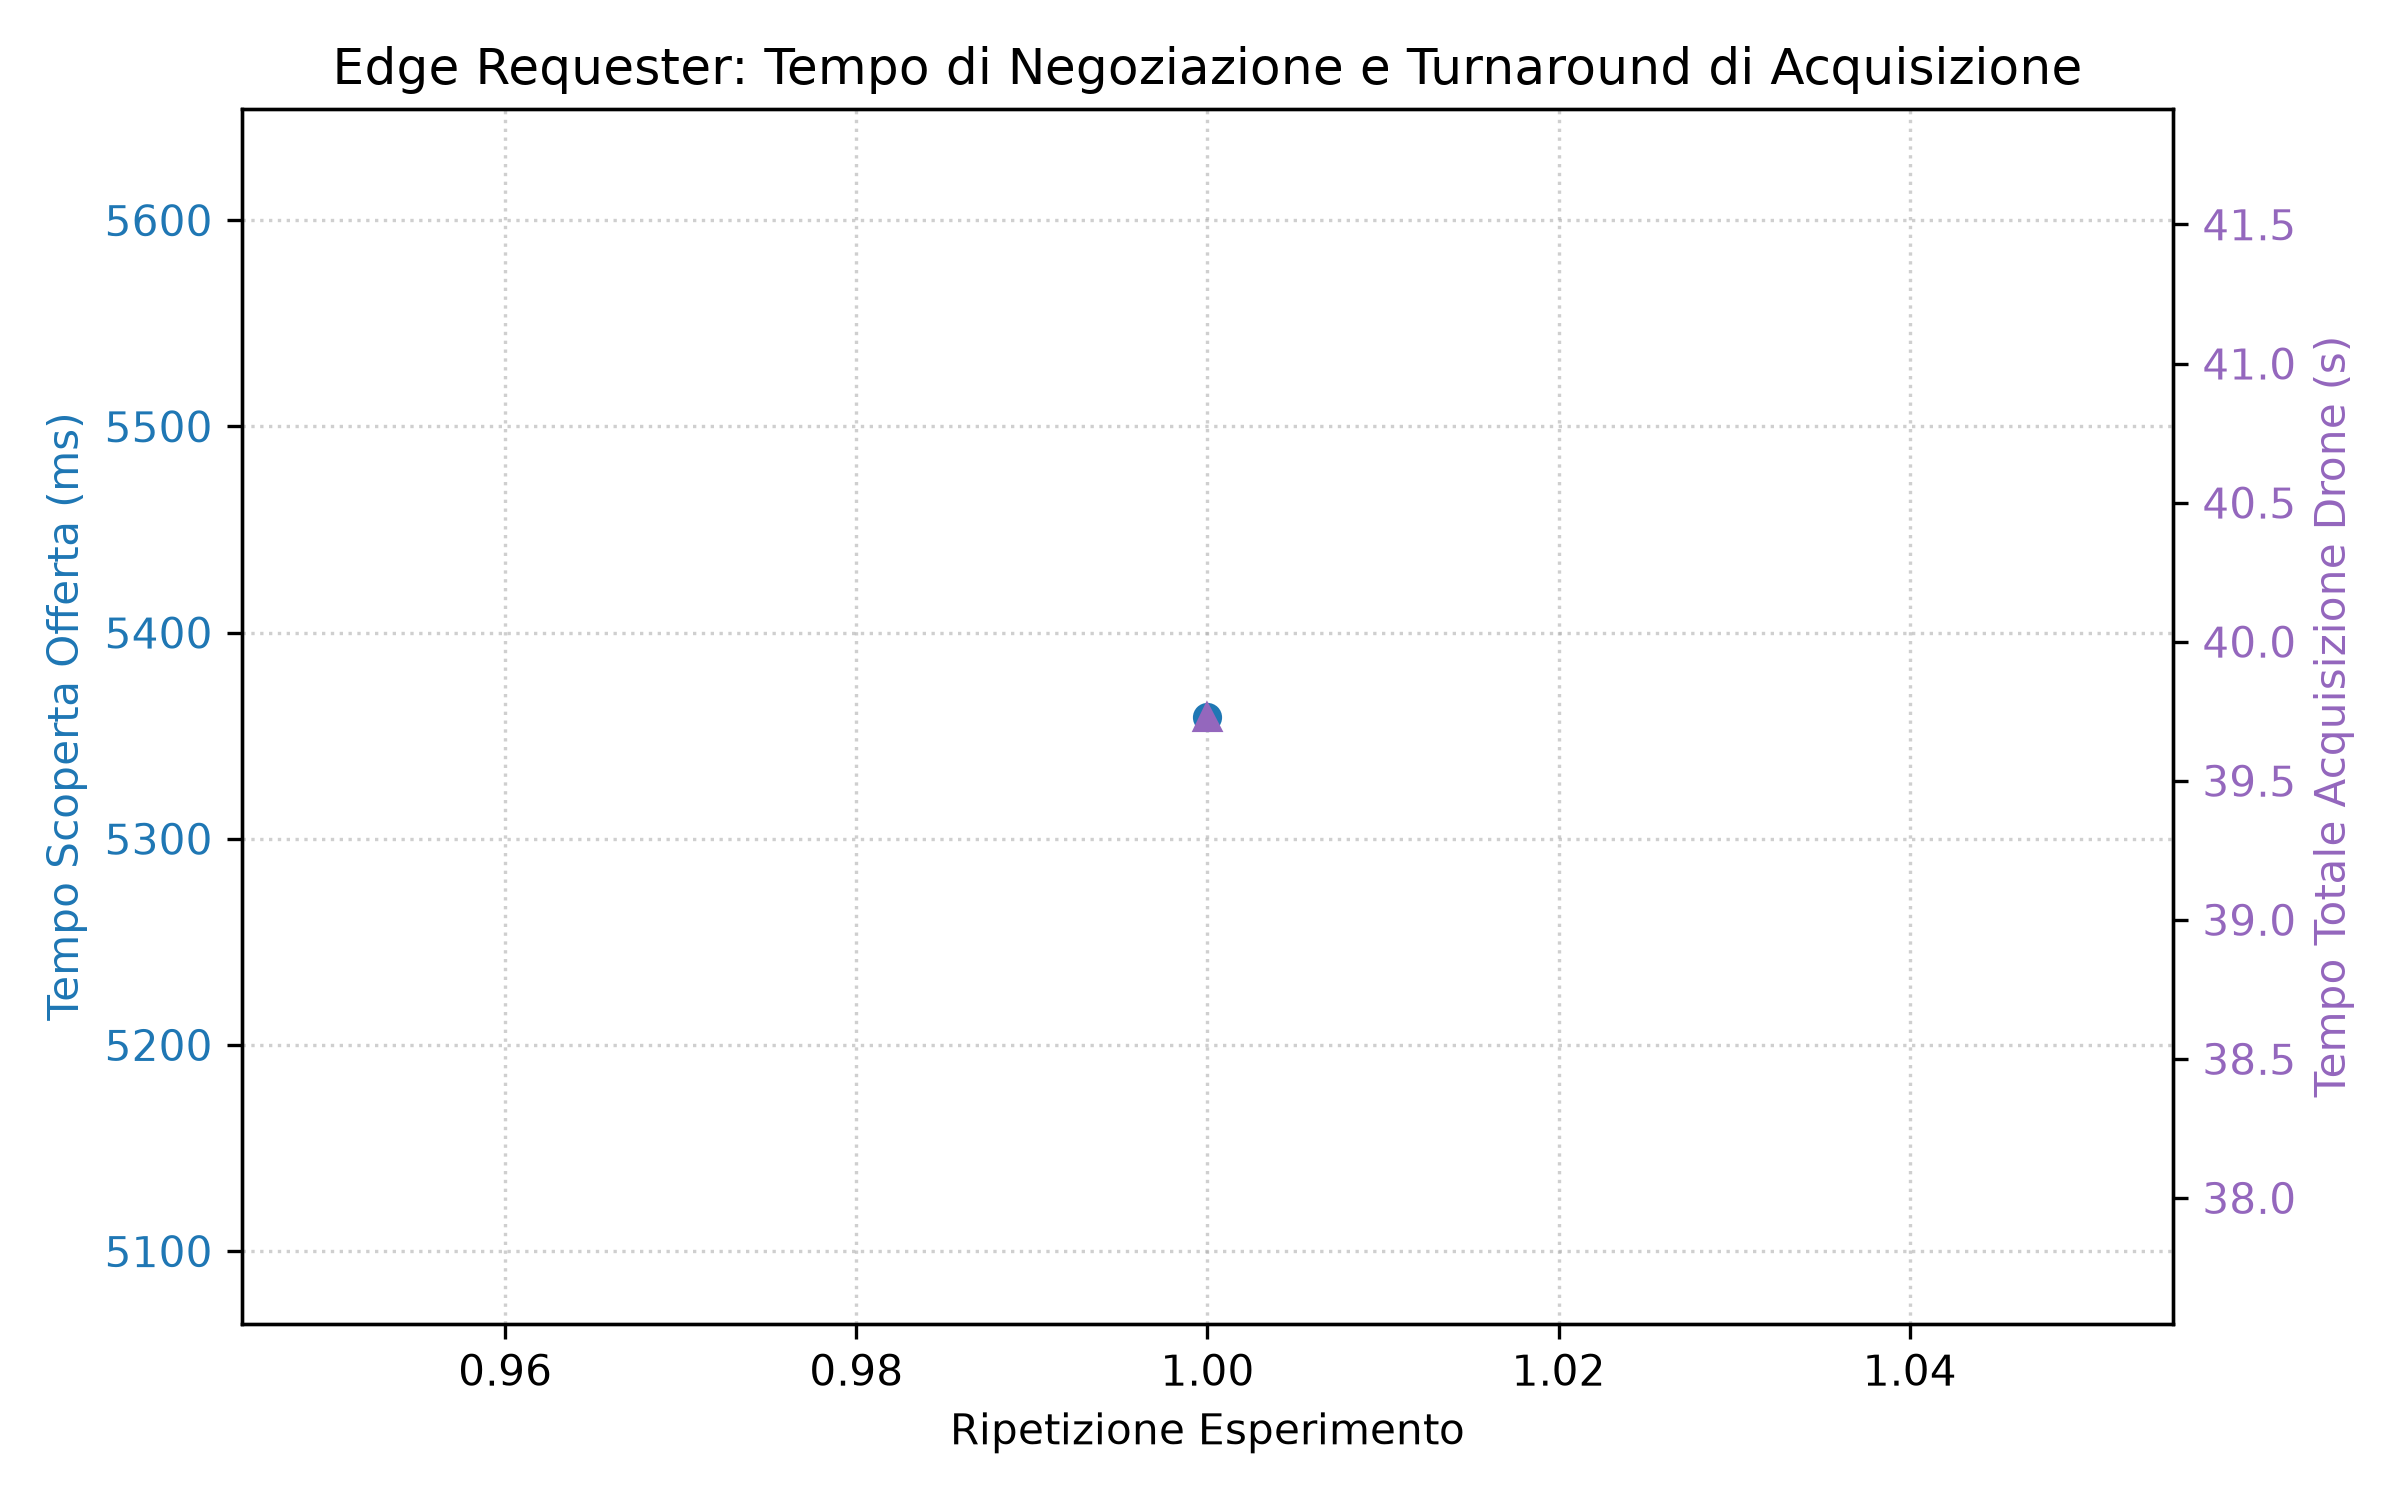 Edge Requester: Tempo di Negoziazione e Turnaround di Acquisizione
Tempo Scoperta Offerta (ms)
5600
5500
5400
5300
5200
5100
41.5
41.0
40.5
40.0
39.5
39.0
38.5
38.0
Tempo Totale Acquisizione Drone (s)
0.96 0.98 1.00 1.02 1.04
Ripetizione Esperimento